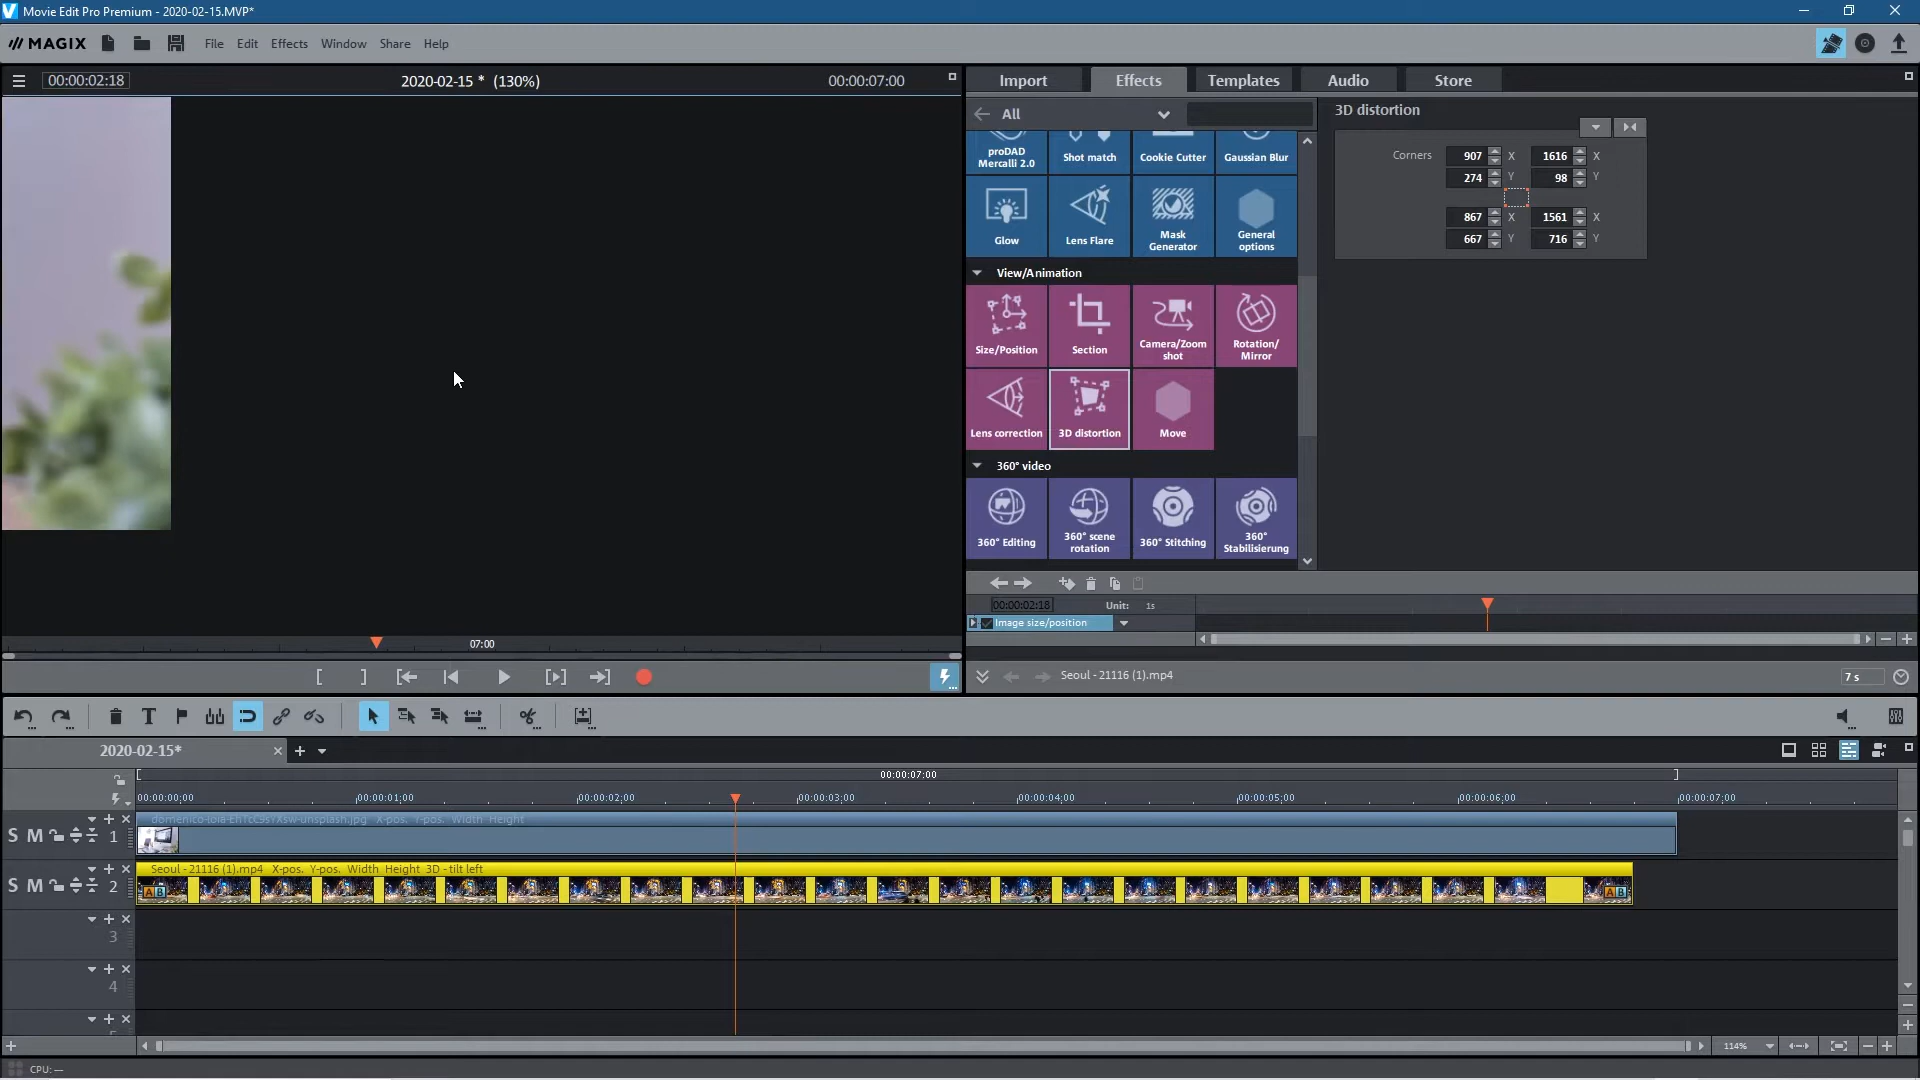 Movie Edit Pro Premium - 2020-02-15.MVP*
MAGIX File Edit Effects Window Share Help
00:00:02:18 2020-02-15 * (130%) 00:00:07:00
Import Effects Templates Audio Store
All
3D distortion
proDAD Mercalli 2.0
Shot match
Cookie Cutter
Gaussian Blur
Corners 907 X 1616 X
274 Y 98 Y
867 X 1561 X
667 Y 716 Y
Glow
Lens Flare
Mask Generator
General options
View/Animation
Size/Position
Section
Camera/Zoom shot
Rotation/ Mirror
Lens correction
3D distortion
Move
360° video
360° Editing
360° scene rotation
360° Stitching
360° Stabilisierung
00:00:02:18 Unit: 1s
Image size/position
07:00
Seoul - 21116 (1).mp4
7 s
2020-02-15*
00:00:07:00
00:00:00;00 00:00:01;00 00:00:02;00 00:00:03;00 00:00:04;00 00:00:05;00 00:00:06;00 00:00:07;00
X-pos. Y-pos. Width Height
S M 1
Seoul - 21116 (1).mp4 X-pos. Y-pos. Width Height 3D - tilt left
S M 2
AB AB
3
4
114%
CPU: —